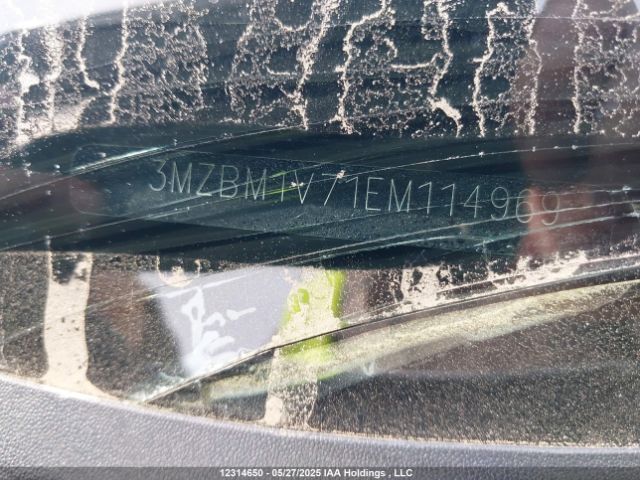 3MZBM1V71EM114969
12314650 - 05/27/2025 IAA Holdings , LLC